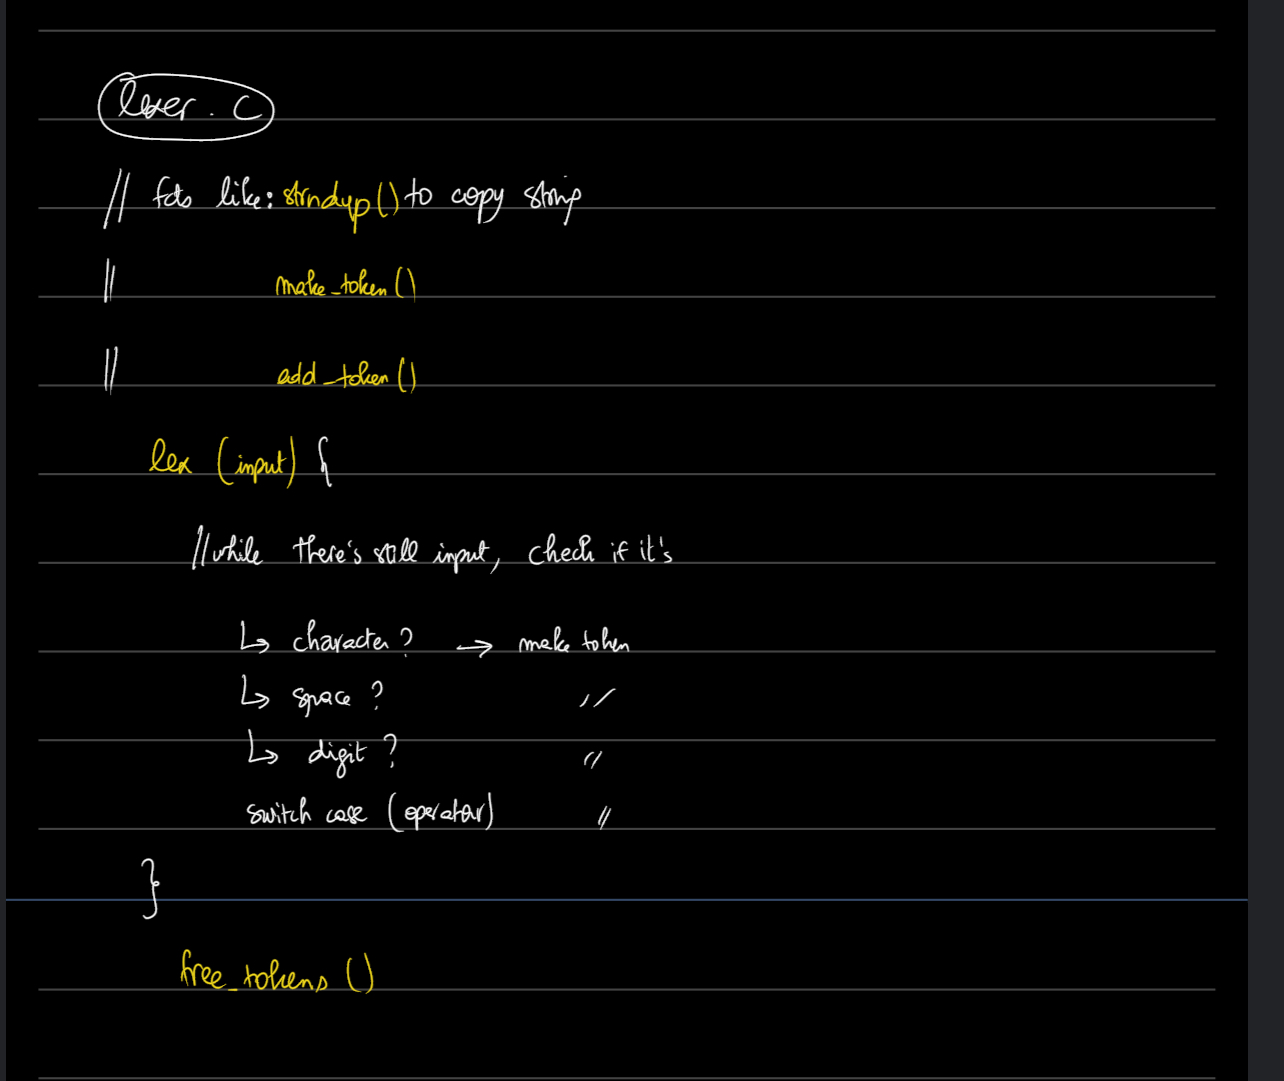 lexer.c
// fcts like: strndup() to copy string
// make_token()
// add_token()
lex (input) {
//while there's still input, check if it's
↳ character? → make token
↳ space? //
↳ digit? //
switch case (operator) //
}
free_tokens ()